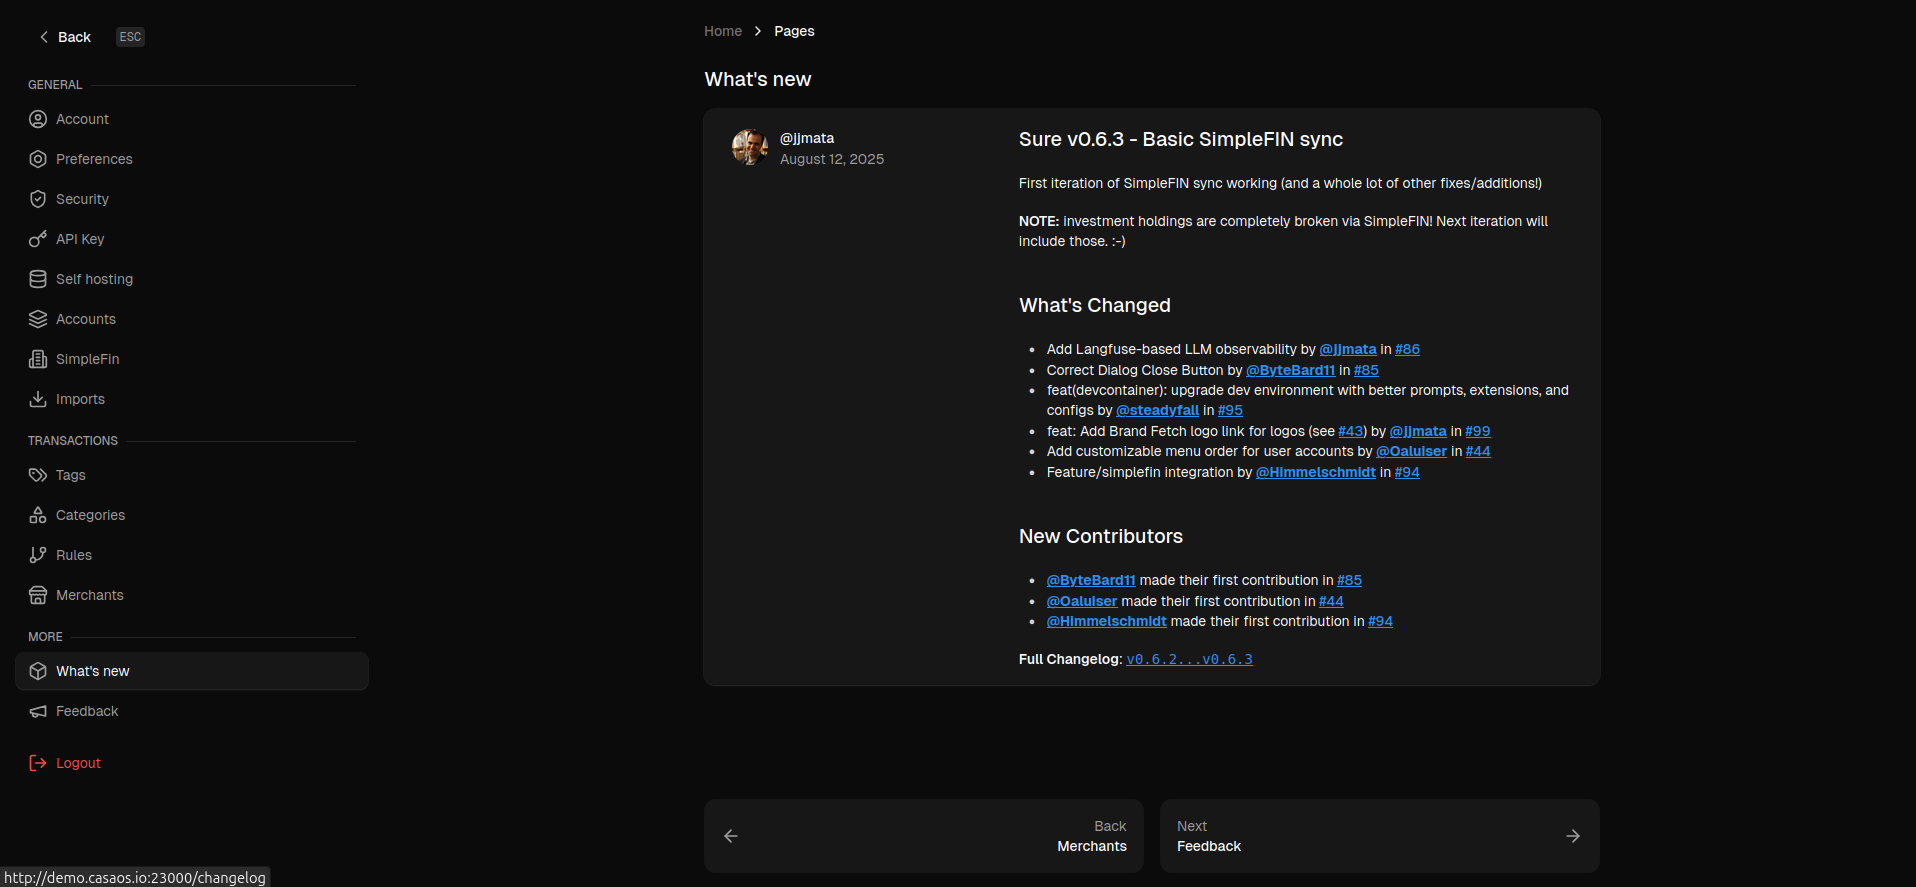 Back ESC
GENERAL
Account
Preferences
Security
API Key
Self hosting
Accounts
SimpleFin
Imports
TRANSACTIONS
Tags
Categories
Rules
Merchants
MORE
What's new
Feedback
Logout
Home > Pages
What's new
@jjmata
August 12, 2025
Sure v0.6.3 - Basic SimpleFIN sync
First iteration of SimpleFIN sync working (and a whole lot of other fixes/additions!)
NOTE: investment holdings are completely broken via SimpleFIN! Next iteration will
include those. :-)
What's Changed
• Add Langfuse-based LLM observability by @jjmata in #86
• Correct Dialog Close Button by @ByteBard11 in #85
• feat(devcontainer): upgrade dev environment with better prompts, extensions, and
configs by @steadyfall in #95
• feat: Add Brand Fetch logo link for logos (see #43) by @jjmata in #99
• Add customizable menu order for user accounts by @Oaluiser in #44
• Feature/simplefin integration by @Himmelschmidt in #94
New Contributors
• @ByteBard11 made their first contribution in #85
• @Oaluiser made their first contribution in #44
• @Himmelschmidt made their first contribution in #94
Full Changelog: v0.6.2...v0.6.3
Back
Merchants
Next
Feedback
http://demo.casaos.io:23000/changelog